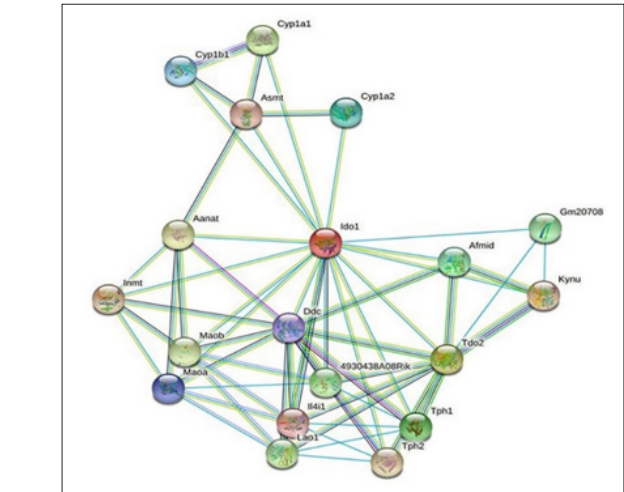 Cyp1a1
Cyp1b1
Asmt
Cyp1a2
Aanat
Ido1
Gm20708
Afmid
Inmt
Kynu
Ddc
Maob
Tdo2
4930438A08Rik
Maoa
Il4i1
Tph1
Lao1
Tph2